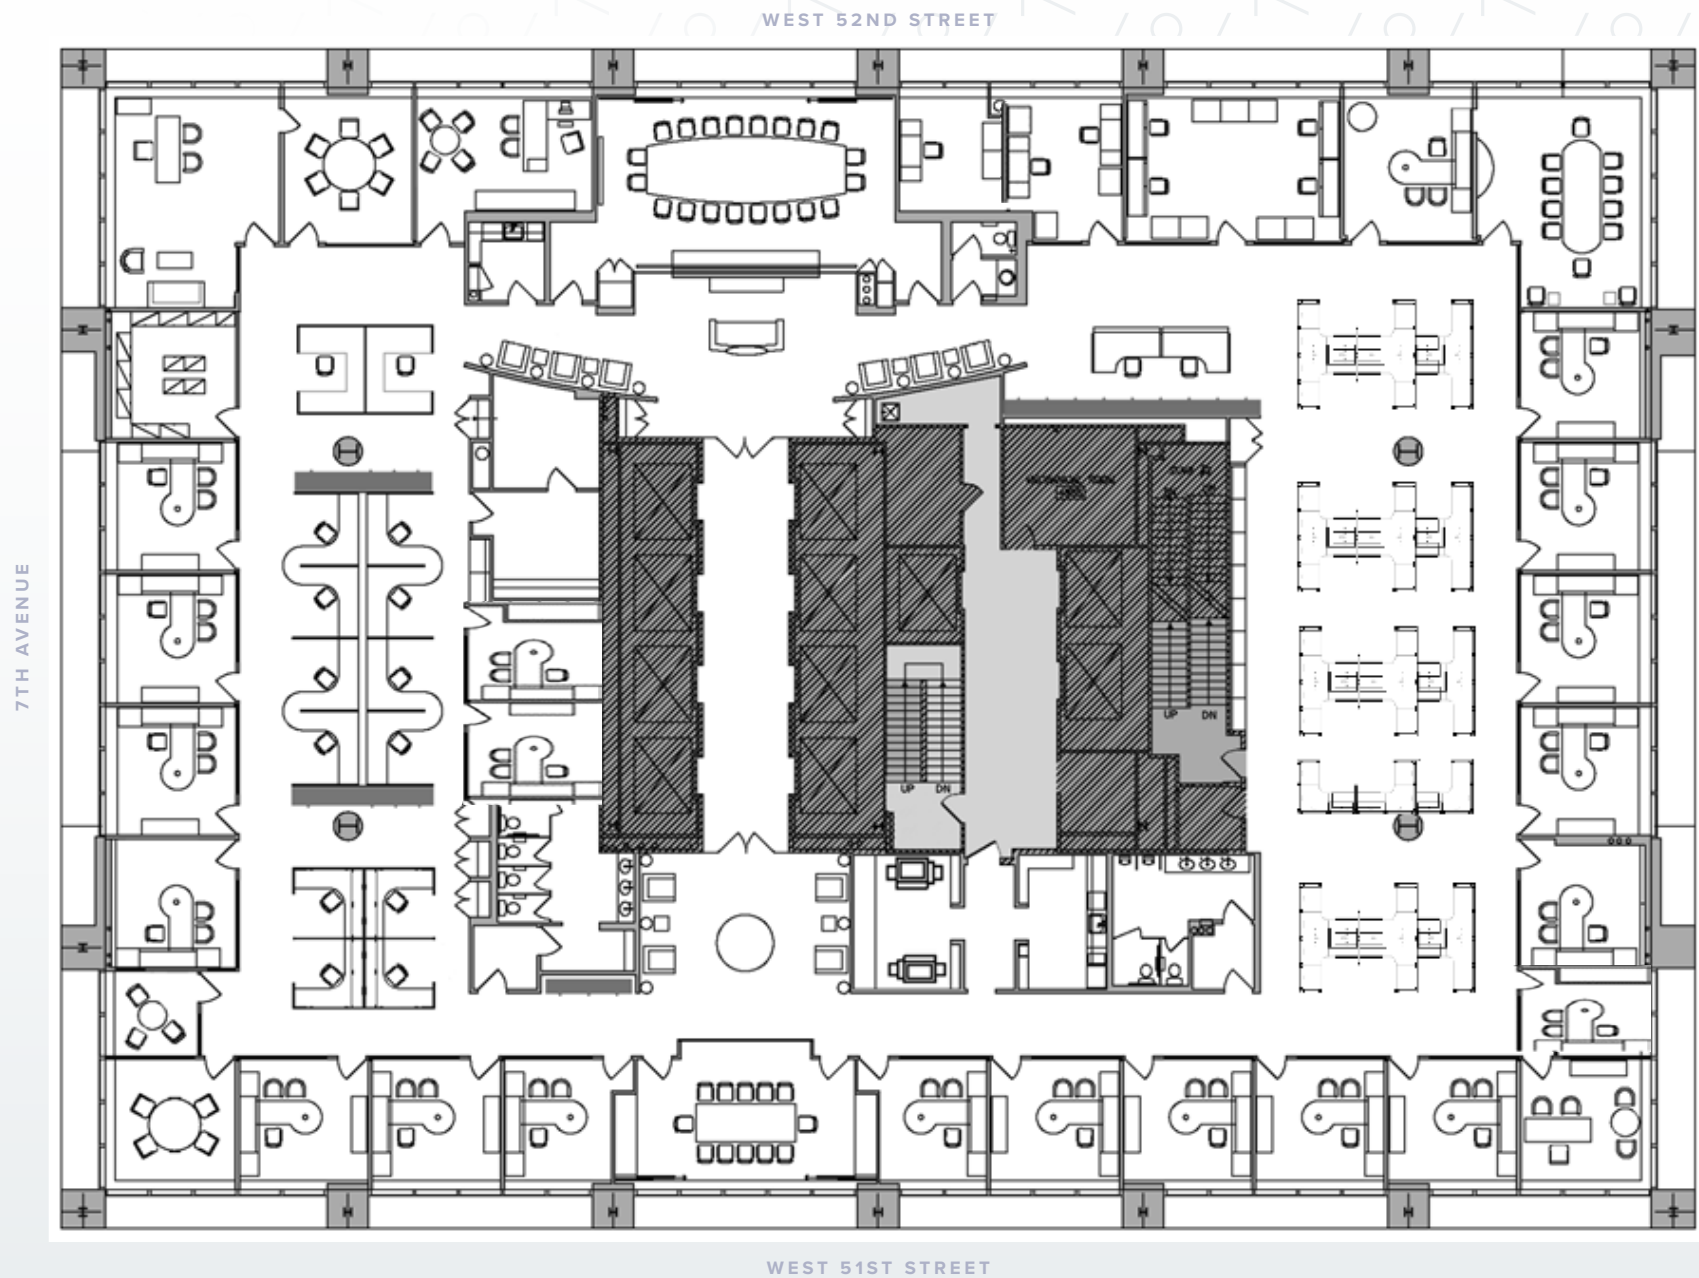 WEST 52ND STREET
7TH AVENUE
UP DN
UP DN
WEST 51ST STREET